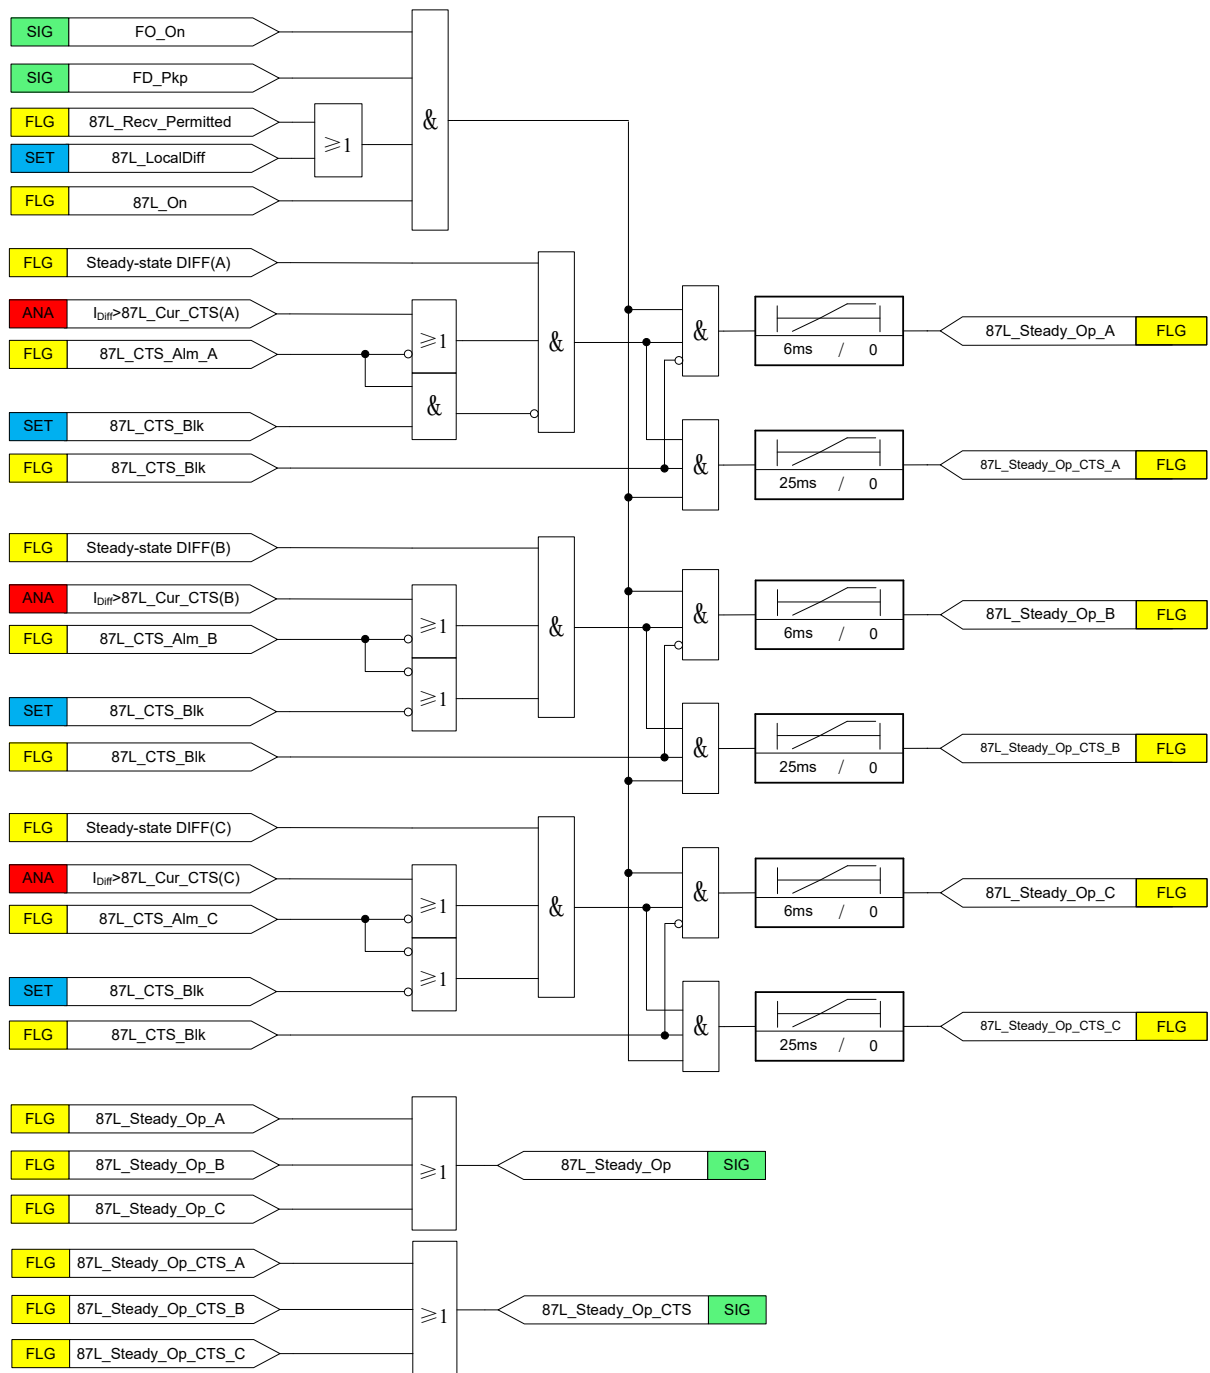 SIG FO_On
SIG FD_Pkp
FLG 87L_Recv_Permitted
SET 87L_LocalDiff
≥1
&
FLG 87L_On
FLG Steady-state DIFF(A)
ANA IDiff>87L_Cur_CTS(A)
FLG 87L_CTS_Alm_A
≥1
&
SET 87L_CTS_Blk
FLG 87L_CTS_Blk
&
&
6ms / 0
87L_Steady_Op_A FLG
&
25ms / 0
87L_Steady_Op_CTS_A FLG
FLG Steady-state DIFF(B)
ANA IDiff>87L_Cur_CTS(B)
FLG 87L_CTS_Alm_B
≥1
≥1
SET 87L_CTS_Blk
FLG 87L_CTS_Blk
&
&
6ms / 0
87L_Steady_Op_B FLG
&
25ms / 0
87L_Steady_Op_CTS_B FLG
FLG Steady-state DIFF(C)
ANA IDiff>87L_Cur_CTS(C)
FLG 87L_CTS_Alm_C
≥1
≥1
SET 87L_CTS_Blk
FLG 87L_CTS_Blk
&
&
6ms / 0
87L_Steady_Op_C FLG
&
25ms / 0
87L_Steady_Op_CTS_C FLG
FLG 87L_Steady_Op_A
FLG 87L_Steady_Op_B
FLG 87L_Steady_Op_C
≥1
87L_Steady_Op SIG
FLG 87L_Steady_Op_CTS_A
FLG 87L_Steady_Op_CTS_B
FLG 87L_Steady_Op_CTS_C
≥1
87L_Steady_Op_CTS SIG